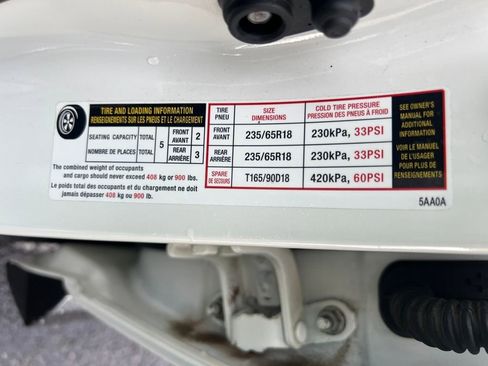 TIRE AND LOADING INFORMATION
RENSEIGNEMENTS SUR LES PNEUS ET LE CHARGEMENT
SEATING CAPACITY TOTAL 5 FRONT AVANT 2
NOMBRE DE PLACES TOTAL REAR ARRIÈRE 3
The combined weight of occupants
and cargo should never exceed 408 kg or 900 lbs.
Le poids total des occupants et du chargement ne doit
jamais dépasser 408 kg ou 900 lb.
TIRE PNEU SIZE DIMENSIONS COLD TIRE PRESSURE PRESSION DES PNEUS À FROID
FRONT AVANT 235/65R18 230kPa, 33PSI
REAR ARRIÈRE 235/65R18 230kPa, 33PSI
SPARE DE SECOURS T165/90D18 420kPa, 60PSI
SEE OWNER'S
MANUAL FOR
ADDITIONAL
INFORMATION
VOIR LE MANUEL
DE L'USAGER
POUR PLUS DE
RENSEIGNEMENTS
5AA0A